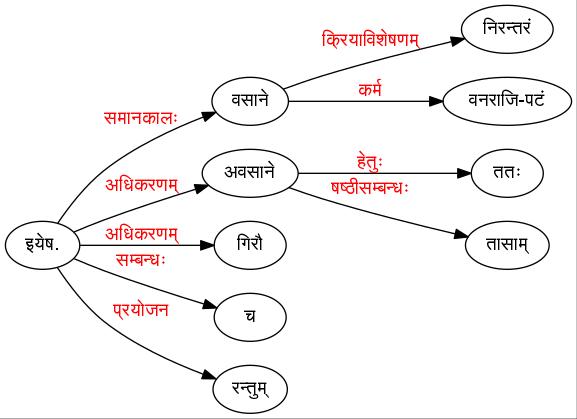 निरन्तरं
क्रियाविशेषणम्
वसाने
कर्म
वनराजि-पटं
समानकालः
हेतुः
अवसाने
ततः
अधिकरणम्
षष्ठीसम्बन्धः
अधिकरणम्
इयेष.
गिरौ
तासाम्
सम्बन्धः
प्रयोजन
च
रन्तुम्